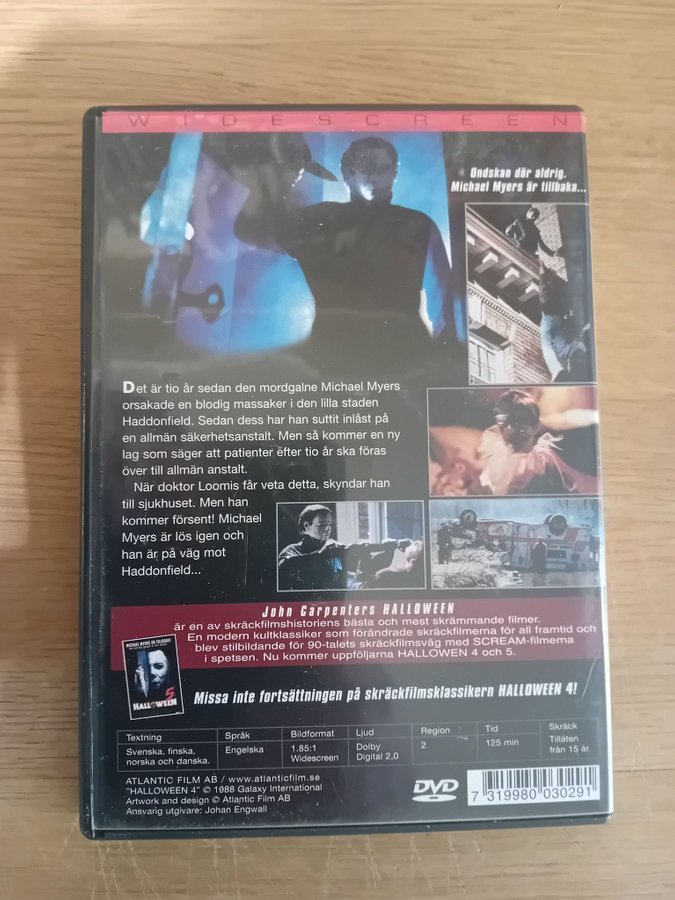 WIDESCREEN
Ondskan dör aldrig.
Michael Myers är tillbaka...
Det är tio år sedan den mordgalne Michael Myers
orsakade en blodig massaker i den lilla staden
Haddonfield. Sedan dess har han suttit inlåst på
en allmän säkerhetsanstalt. Men så kommer en ny
lag som säger att patienter efter tio år ska föras
över till allmän anstalt.
När doktor Loomis får veta detta, skyndar han
till sjukhuset. Men han
kommer försent! Michael
Myers är lös igen och
han är på väg mot
Haddonfield...
John Carpenters HALLOWEEN
är en av skräckfilmshistoriens bästa och mest skrämmande filmer.
En modern kultklassiker som förändrade skräckfilmerna för all framtid och
blev stilbildande för 90-talets skräckfilmsvåg med SCREAM-filmerna
i spetsen. Nu kommer uppföljarna HALLOWEN 4 och 5.
MICHAEL MYERS ÄR TILLBAKA!
5
HALLOWEEN
Missa inte fortsättningen på skräckfilmsklassikern HALLOWEEN 4!
Textning Språk Bildformat Ljud Region Tid Skräck
Svenska, finska, Engelska 1.85:1 Dolby 2 125 min Tillåten
norska och danska. Widescreen Digital 2,0 från 15 år.
ATLANTIC FILM AB / www.atlanticfilm.se
"HALLOWEEN 4" © 1988 Galaxy International
Artwork and design © Atlantic Film AB
Ansvarig utgivare: Johan Engwall
DVD
7 319980 030291